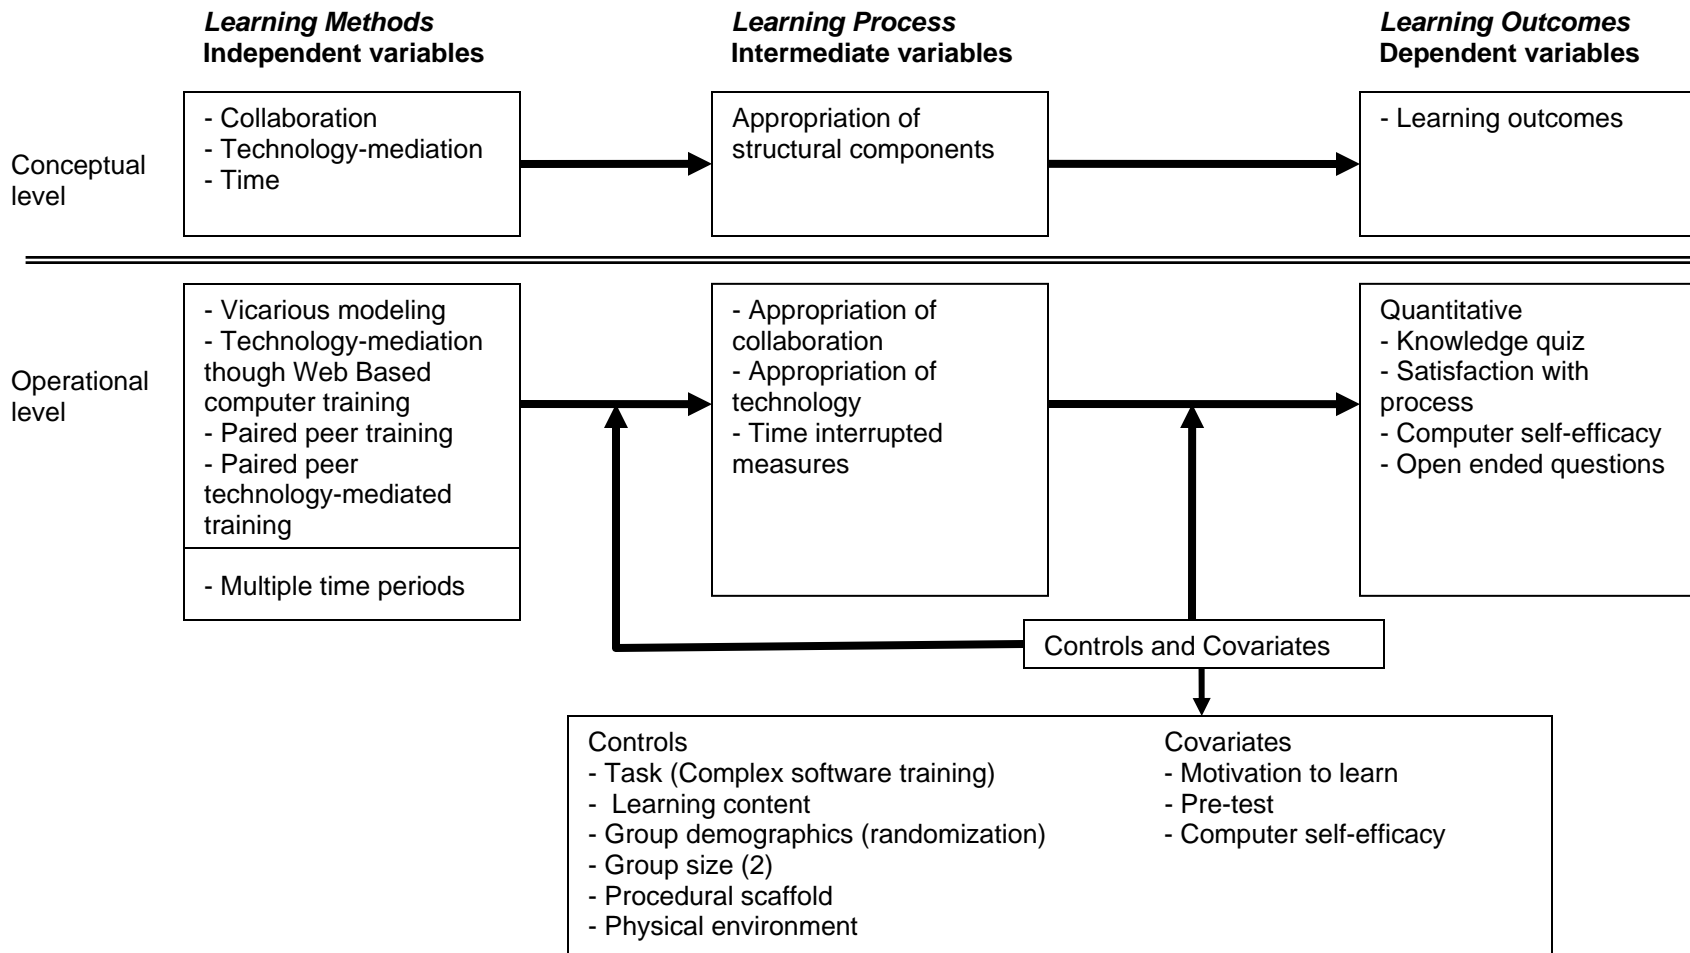 Learning Methods
Independent variables
Learning Process
Intermediate variables
Learning Outcomes
Dependent variables
Conceptual
level
- Collaboration
- Technology-mediation
- Time
Appropriation of
structural components
- Learning outcomes
Operational
level
- Vicarious modeling
- Technology-mediation
though Web Based
computer training
- Paired peer training
- Paired peer
technology-mediated
training
- Multiple time periods
- Appropriation of
collaboration
- Appropriation of
technology
- Time interrupted
measures
Quantitative
- Knowledge quiz
- Satisfaction with
process
- Computer self-efficacy
- Open ended questions
Controls and Covariates
Controls
- Task (Complex software training)
-  Learning content
- Group demographics (randomization)
- Group size (2)
- Procedural scaffold
- Physical environment
Covariates
- Motivation to learn
- Pre-test
- Computer self-efficacy